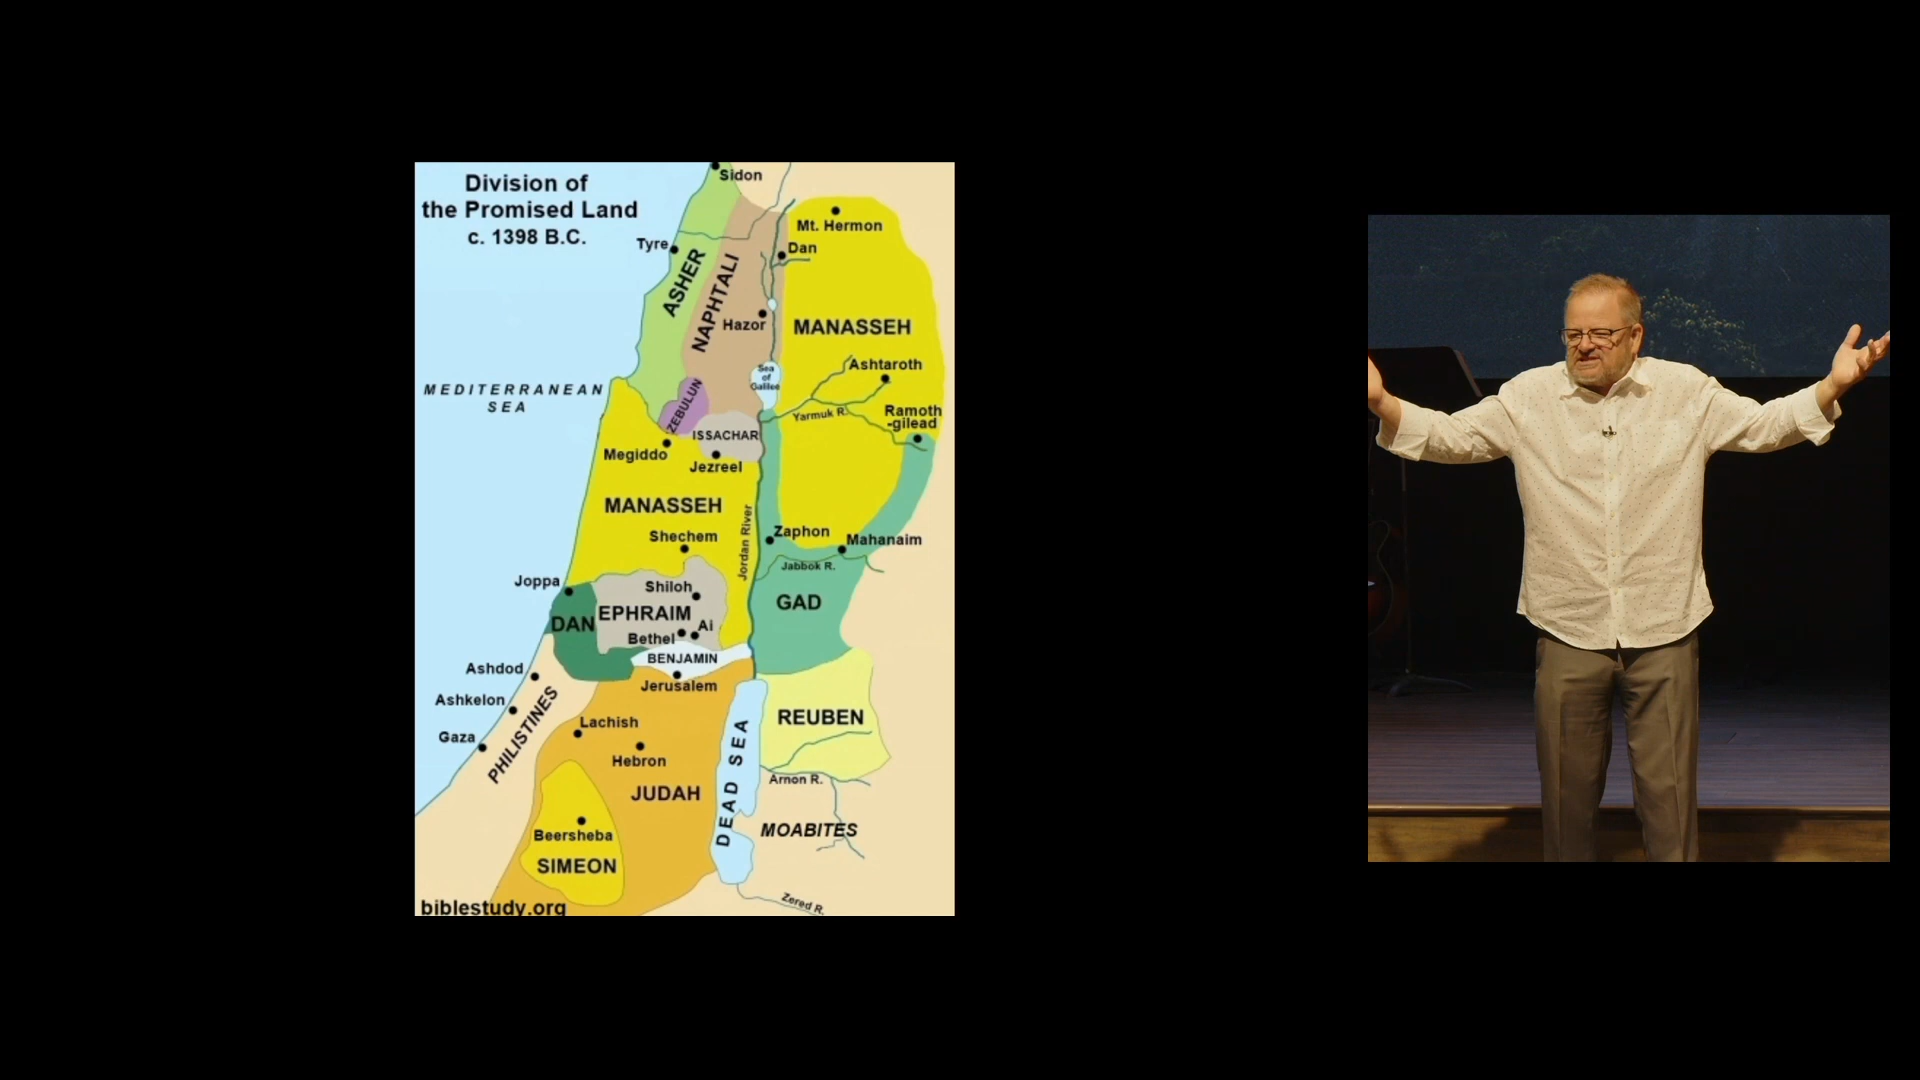 Division of
the Promised Land
c. 1398 B.C.
Sidon
Mt. Hermon
Tyre
Dan
ASHER
NAPHTALI
Hazor
MANASSEH
Sea
of
Galilee
Ashtaroth
MEDITERRANEAN
SEA
ZEBULUN
Yarmuk R.
Ramoth
-gilead
ISSACHAR
Megiddo
Jezreel
MANASSEH
Jordan River
Shechem
Zaphon
Mahanaim
Jabbok R.
Joppa
Shiloh
GAD
DAN
EPHRAIM
Ai
Bethel
BENJAMIN
Jerusalem
Ashdod
Ashkelon
Gaza
PHILISTINES
Lachish
Hebron
REUBEN
DEAD SEA
Arnon R.
JUDAH
MOABITES
Beersheba
SIMEON
Zered R.
biblestudy.org